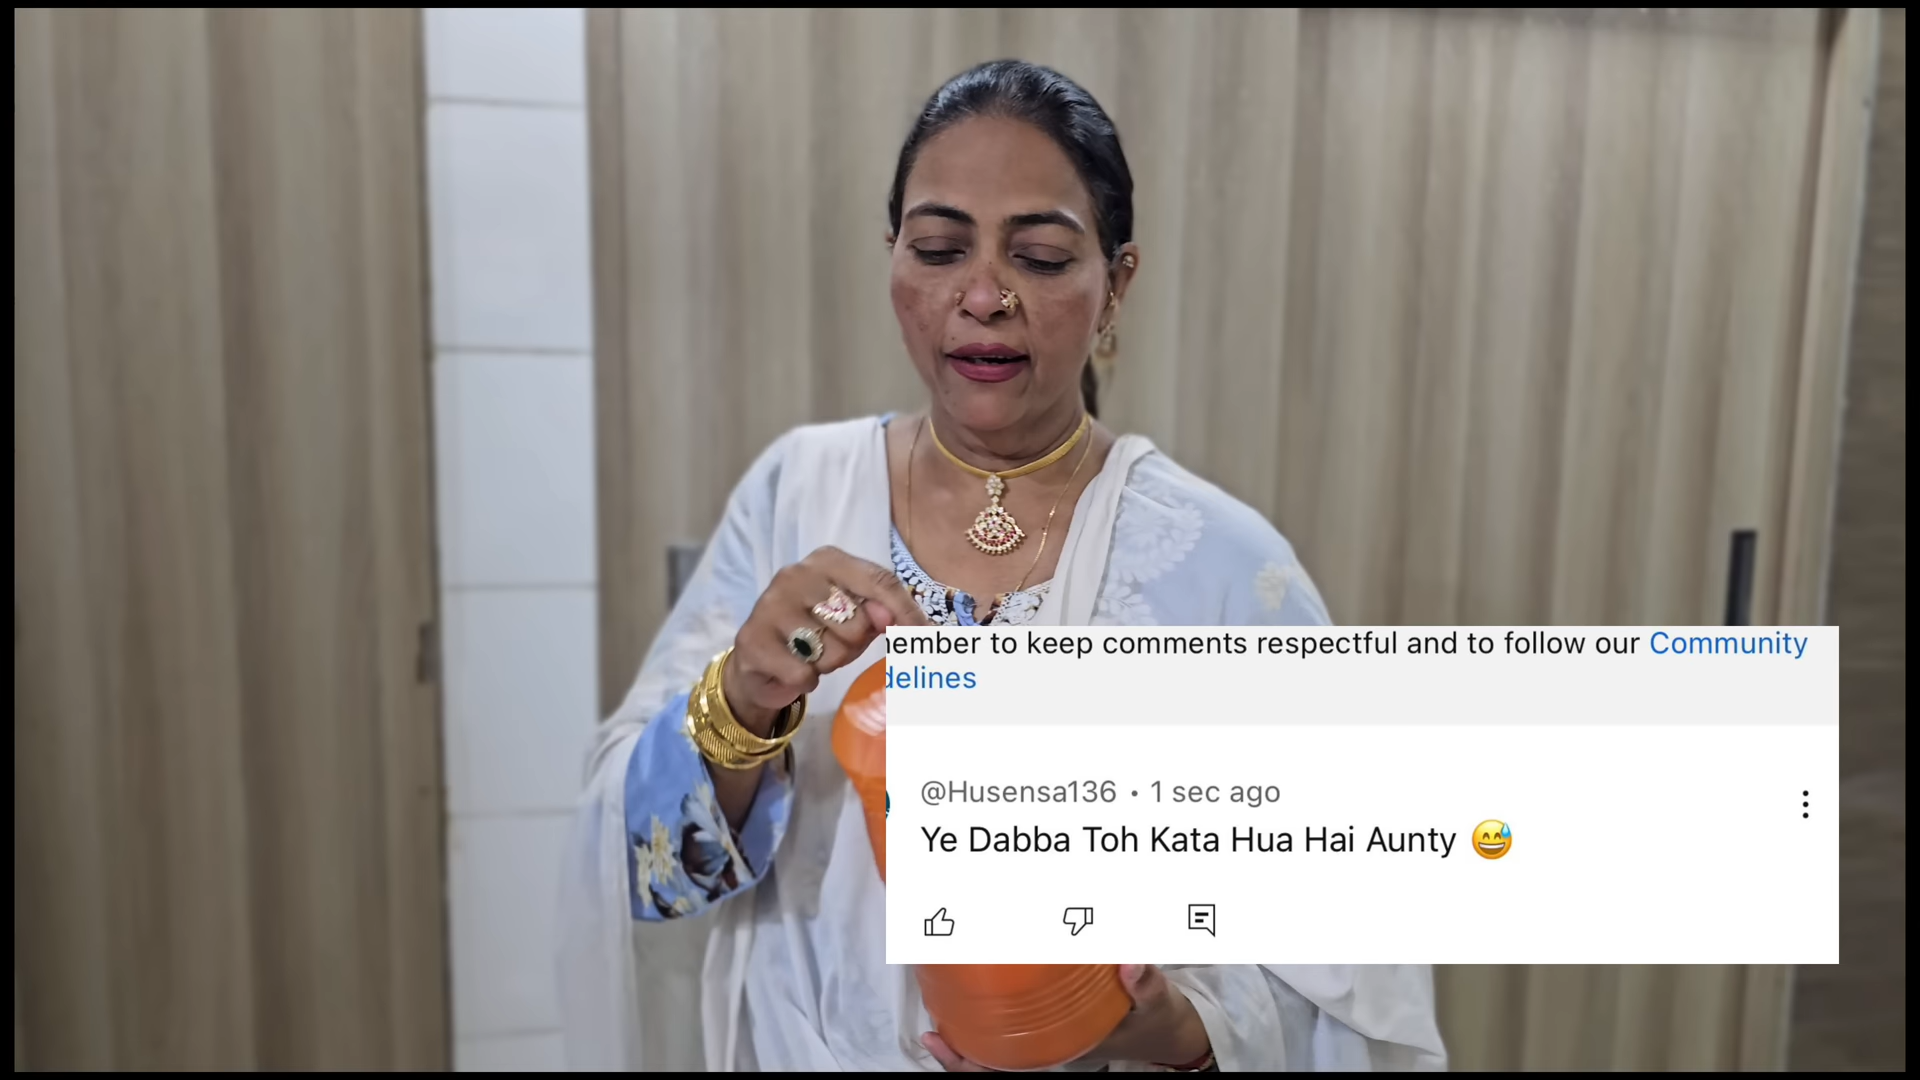 ember to keep comments respectful and to follow our Community
delines
@Husensa136 • 1 sec ago
Ye Dabba Toh Kata Hua Hai Aunty 😅